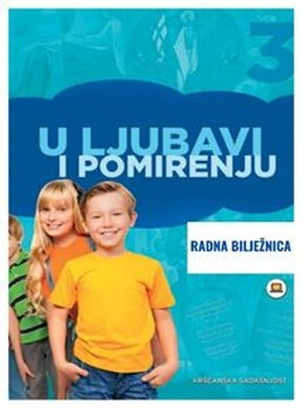 3
U LJUBAVI
I POMIRENJU
RADNA BILJEŽNICA
KRŠĆANSKA SADAŠNJOST